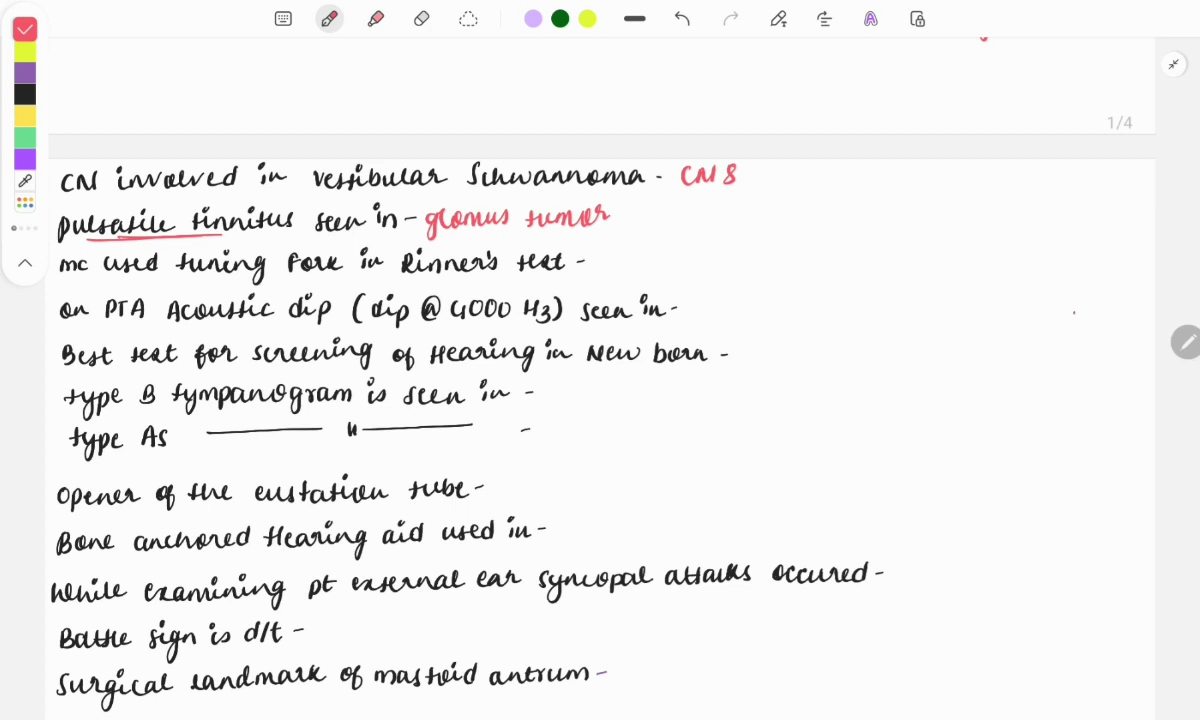 1/4
CN involved in vestibular Schwannoma - CN 8
pulsatile tinnitus seen in - glomus tumor
mc used tuning fork in Rinner's test -
on PTA Acoustic dip (dip @ 4000 Hz) seen in -
Best test for screening of Hearing in New born -
type B tympanogram is seen in -
type As —— 〃 —— -
opener of the eustation tube -
Bone anchored Hearing aid used in -
While examining pt external ear syncopal attacks occured -
Battle sign is d/t -
Surgical landmark of mastoid antrum -